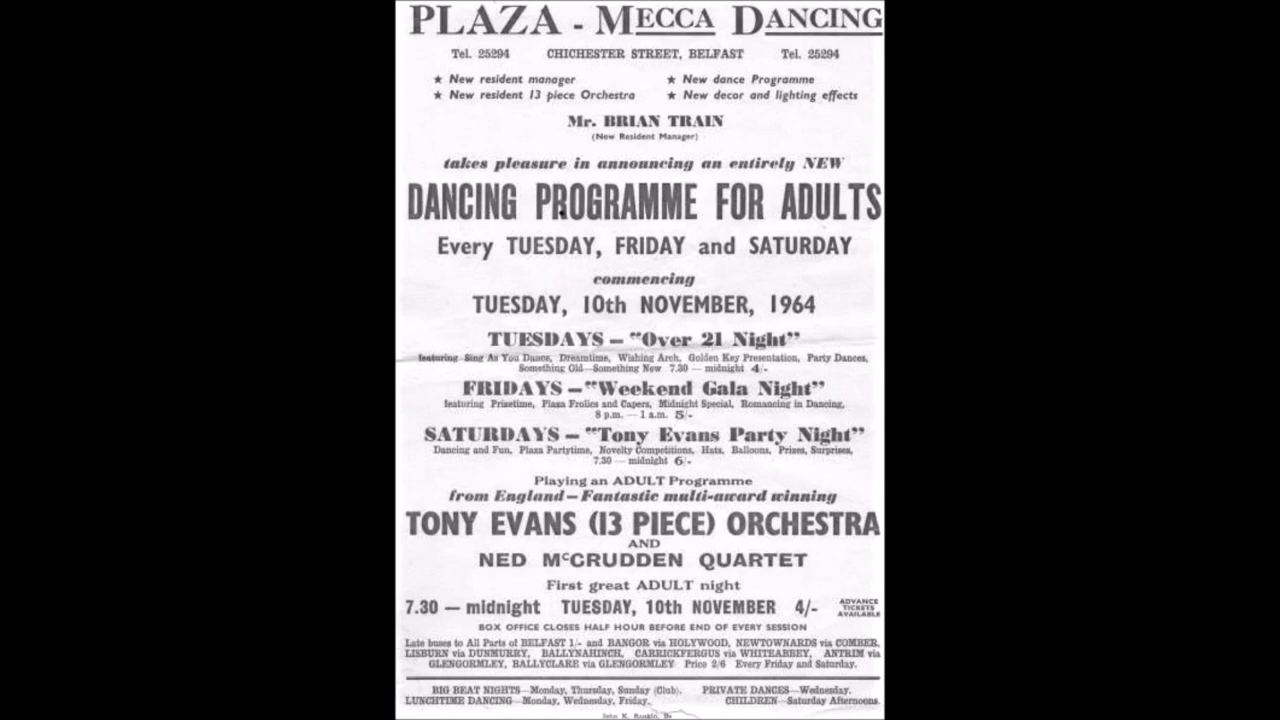 PLAZA - MECCA DANCING
Tel. 25294 CHICHESTER STREET, BELFAST Tel. 25294
★ New resident manager ★ New dance Programme
★ New resident 13 piece Orchestra ★ New decor and lighting effects
Mr. BRIAN TRAIN
(New Resident Manager)
takes pleasure in announcing an entirely NEW
DANCING PROGRAMME FOR ADULTS
Every TUESDAY, FRIDAY and SATURDAY
commencing
TUESDAY, 10th NOVEMBER, 1964
TUESDAYS — "Over 21 Night"
featuring Sing As You Dance, Dreamtime, Wishing Arch, Golden Key Presentation, Party Dances,
Something Old—Something New 7.30 — midnight 4/-
FRIDAYS — "Weekend Gala Night"
featuring Prizetime, Plaza Frolics and Capers, Midnight Special, Romancing in Dancing,
8 p.m. — 1 a.m. 5/-
SATURDAYS — "Tony Evans Party Night"
Dancing and Fun, Plaza Partytime, Novelty Competitions, Hats, Balloons, Prizes, Surprises,
7.30 — midnight 6/-
Playing an ADULT Programme
from England — Fantastic multi-award winning
TONY EVANS (13 PIECE) ORCHESTRA
AND
NED McCRUDDEN QUARTET
First great ADULT night
7.30 — midnight TUESDAY, 10th NOVEMBER 4/- ADVANCE TICKETS AVAILABLE
BOX OFFICE CLOSES HALF HOUR BEFORE END OF EVERY SESSION
Late buses to All Parts of BELFAST 1/- and BANGOR via HOLYWOOD, NEWTOWNARDS via COMBER,
LISBURN via DUNMURRY, BALLYNAHINCH, CARRICKFERGUS via WHITEABBEY, ANTRIM via
GLENGORMLEY, BALLYCLARE via GLENGORMLEY Price 2/6 Every Friday and Saturday.
BIG BEAT NIGHTS—Monday, Thursday, Sunday (Club). PRIVATE DANCES—Wednesday.
LUNCHTIME DANCING—Monday, Wednesday, Friday. CHILDREN—Saturday Afternoons.
John K.